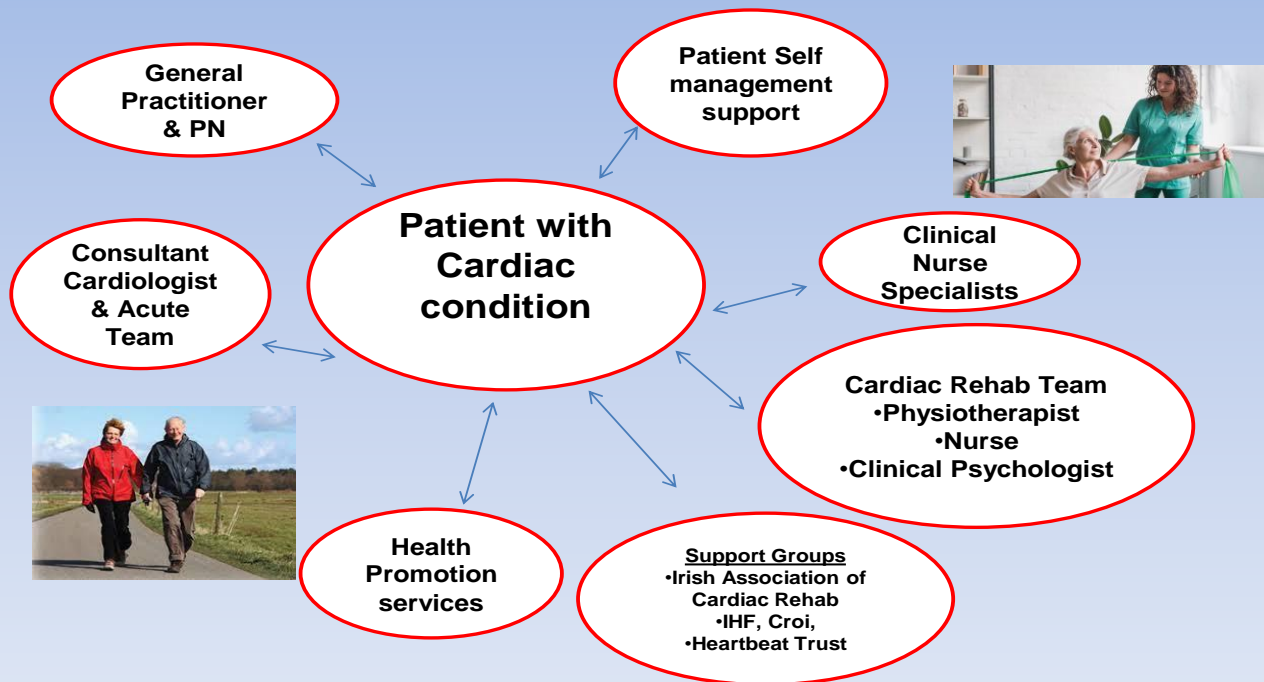 General
Practitioner
& PN
Patient Self
management
support
Patient with
Cardiac
condition
Consultant
Cardiologist
& Acute
Team
Clinical
Nurse
Specialists
Cardiac Rehab Team
•Physiotherapist
•Nurse
•Clinical Psychologist
Health
Promotion
services
Support Groups
•Irish Association of
Cardiac Rehab
•IHF, Croi,
•Heartbeat Trust